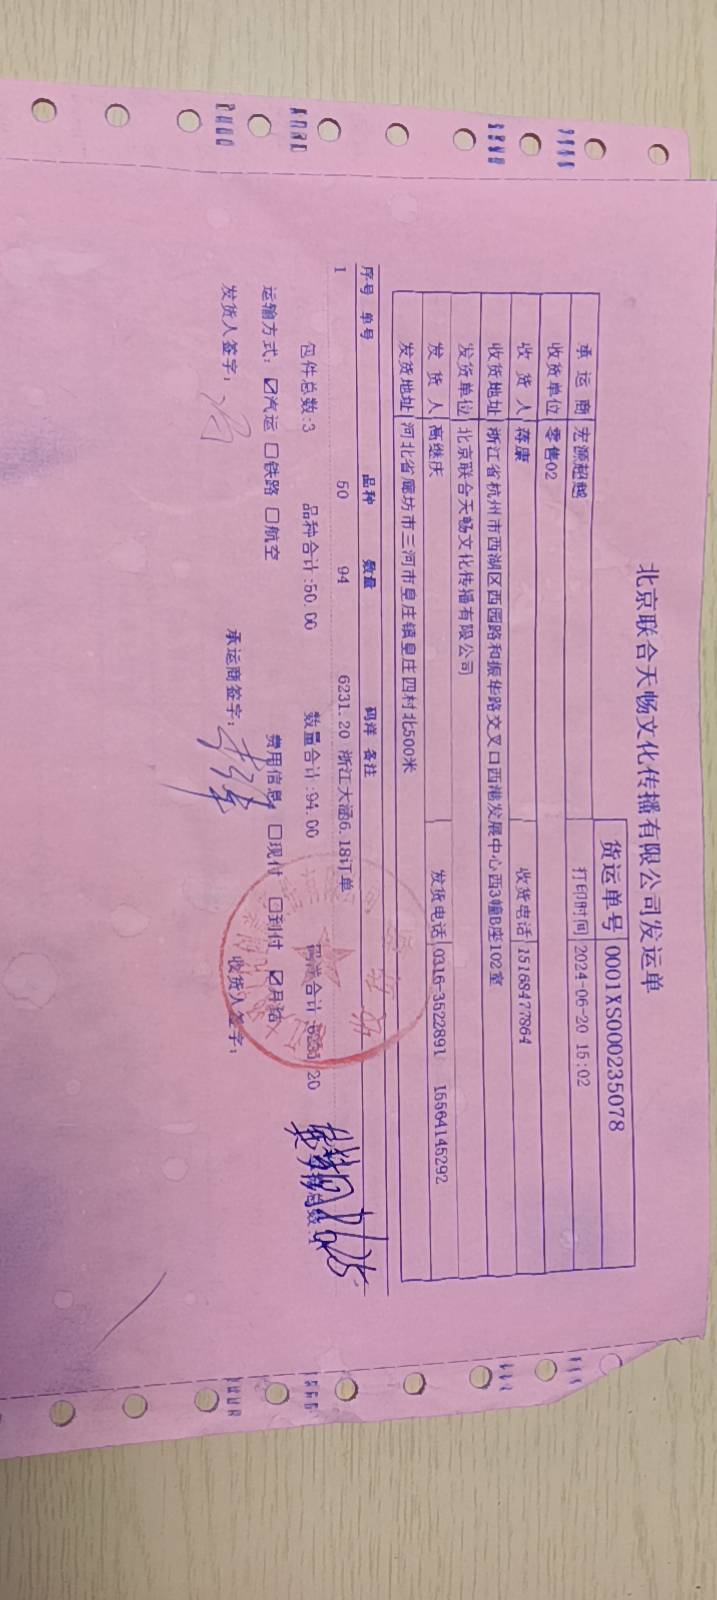 北京联合天畅文化传播有限公司发运单
货运单号 0001XS000235078
承运商 宏源超越 打印时间 2024-06-20 15:02
收货单位 零售02
收货人 蒋康 收货电话 15168477864
收货地址 浙江省杭州市西湖区西园路和振华路交叉口西港发展中心西3幢B座102室
发货单位 北京联合天畅文化传播有限公司
发货人 高继庆 发货电话 0316-3522891 15564145292
发货地址 河北省廊坊市三河市皇庄镇皇庄四村北500米
序号 单号 品种 数量 码洋 备注
1 50 94 6231.20 浙江大涵6.18订单
包件总数:3 品种合计:50.00 数量合计:94.00 码洋合计:6231.20 总数:1
运输方式: ☑汽运 ☐铁路 ☐航空 费用信息: ☐现付 ☐到付 ☑月结
发货人签字: 承运商签字: 收货人签字: